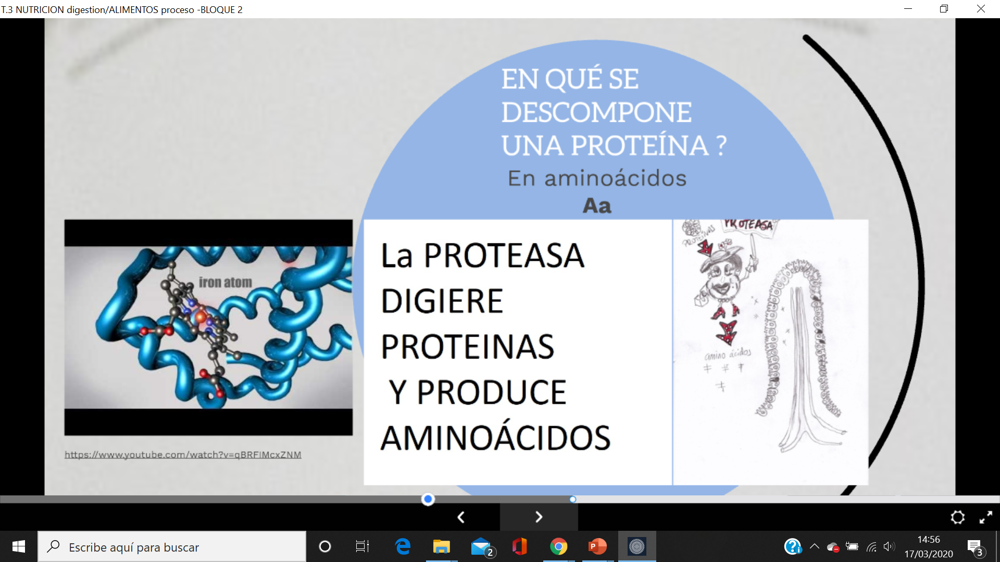 T.3 NUTRICION digestion/ALIMENTOS proceso -BLOQUE 2
EN QUÉ SE
DESCOMPONE
UNA PROTEÍNA ?
En aminoácidos
Aa
iron atom
https://www.youtube.com/watch?v=qBRFIMcxZNM
La PROTEASA
DIGIERE
PROTEINAS
Y PRODUCE
AMINOÁCIDOS
PROTEASA
PROTEÍNAS
amino ácidos
Escribe aquí para buscar
2
P
14:56
17/03/2020
3